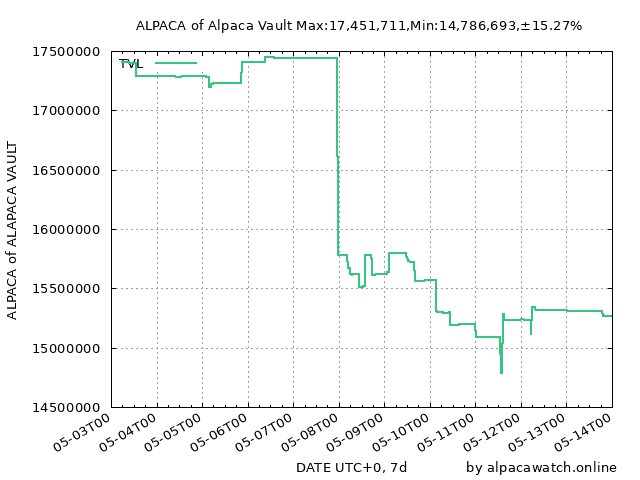 ALPACA of Alpaca Vault Max:17,451,711,Min:14,786,693,±15.27%
TVL
17500000
17000000
16500000
16000000
15500000
15000000
14500000
ALPACA of ALAPACA VAULT
05-03T00
05-04T00
05-05T00
05-06T00
05-07T00
05-08T00
05-09T00
05-10T00
05-11T00
05-12T00
05-13T00
05-14T00
DATE UTC+0, 7d
by alpacawatch.online